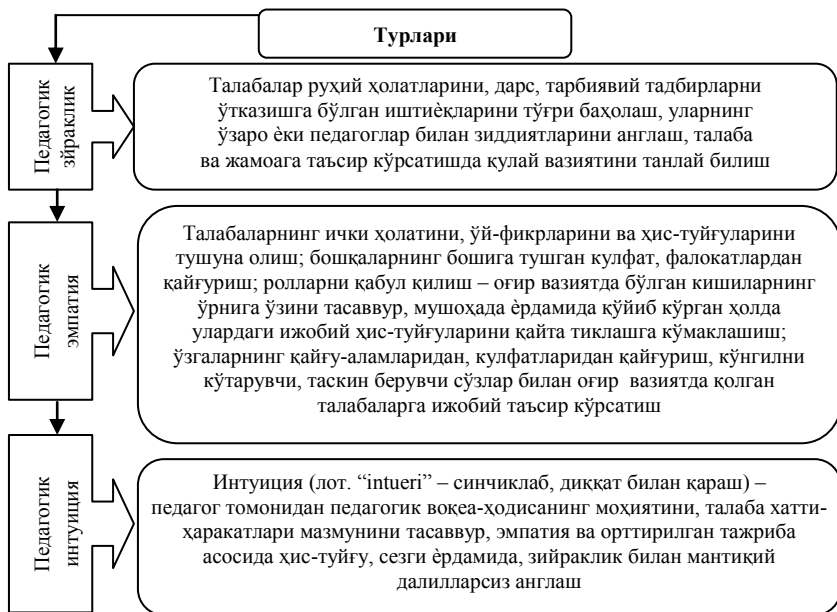 Турлари
Педагогик
зйраклик
Талабалар руҳий ҳолатларини, дарс, тарбиявий тадбирларни
ўтказишга бўлган иштиѐқларини тўғри баҳолаш, уларнинг
ўзаро ѐки педагоглар билан зиддиятларини англаш, талаба
ва жамоага таъсир кўрсатишда қулай вазиятини танлай билиш
Педагогик
эмпатия
Талабаларнинг ички ҳолатини, ўй-фикрларини ва ҳис-туйғуларини
тушуна олиш; бошқаларнинг бошига тушган кулфат, фалокатлардан
қайғуриш; ролларни қабул қилиш – оғир вазиятда бўлган кишиларнинг
ўрнига ўзини тасаввур, мушоҳада ѐрдамида қўйиб кўрган ҳолда
улардаги ижобий ҳис-туйғуларини қайта тиклашга кўмаклашиш;
ўзгаларнинг қайғу-аламларидан, кулфатларидан қайғуриш, кўнгилни
кўтарувчи, таскин берувчи сўзлар билан оғир вазиятда қолган
талабаларга ижобий таъсир кўрсатиш
Педагогик
интуиция
Интуиция (лот. “intueri” – синчиклаб, диққат билан қараш) –
педагог томонидан педагогик воқеа-ҳодисанинг моҳиятини, талаба хатти-
ҳаракатлари мазмунини тасаввур, эмпатия ва орттирилган тажриба
асосида ҳис-туйғу, сезги ѐрдамида, зийраклик билан мантиқий
далилларсиз англаш